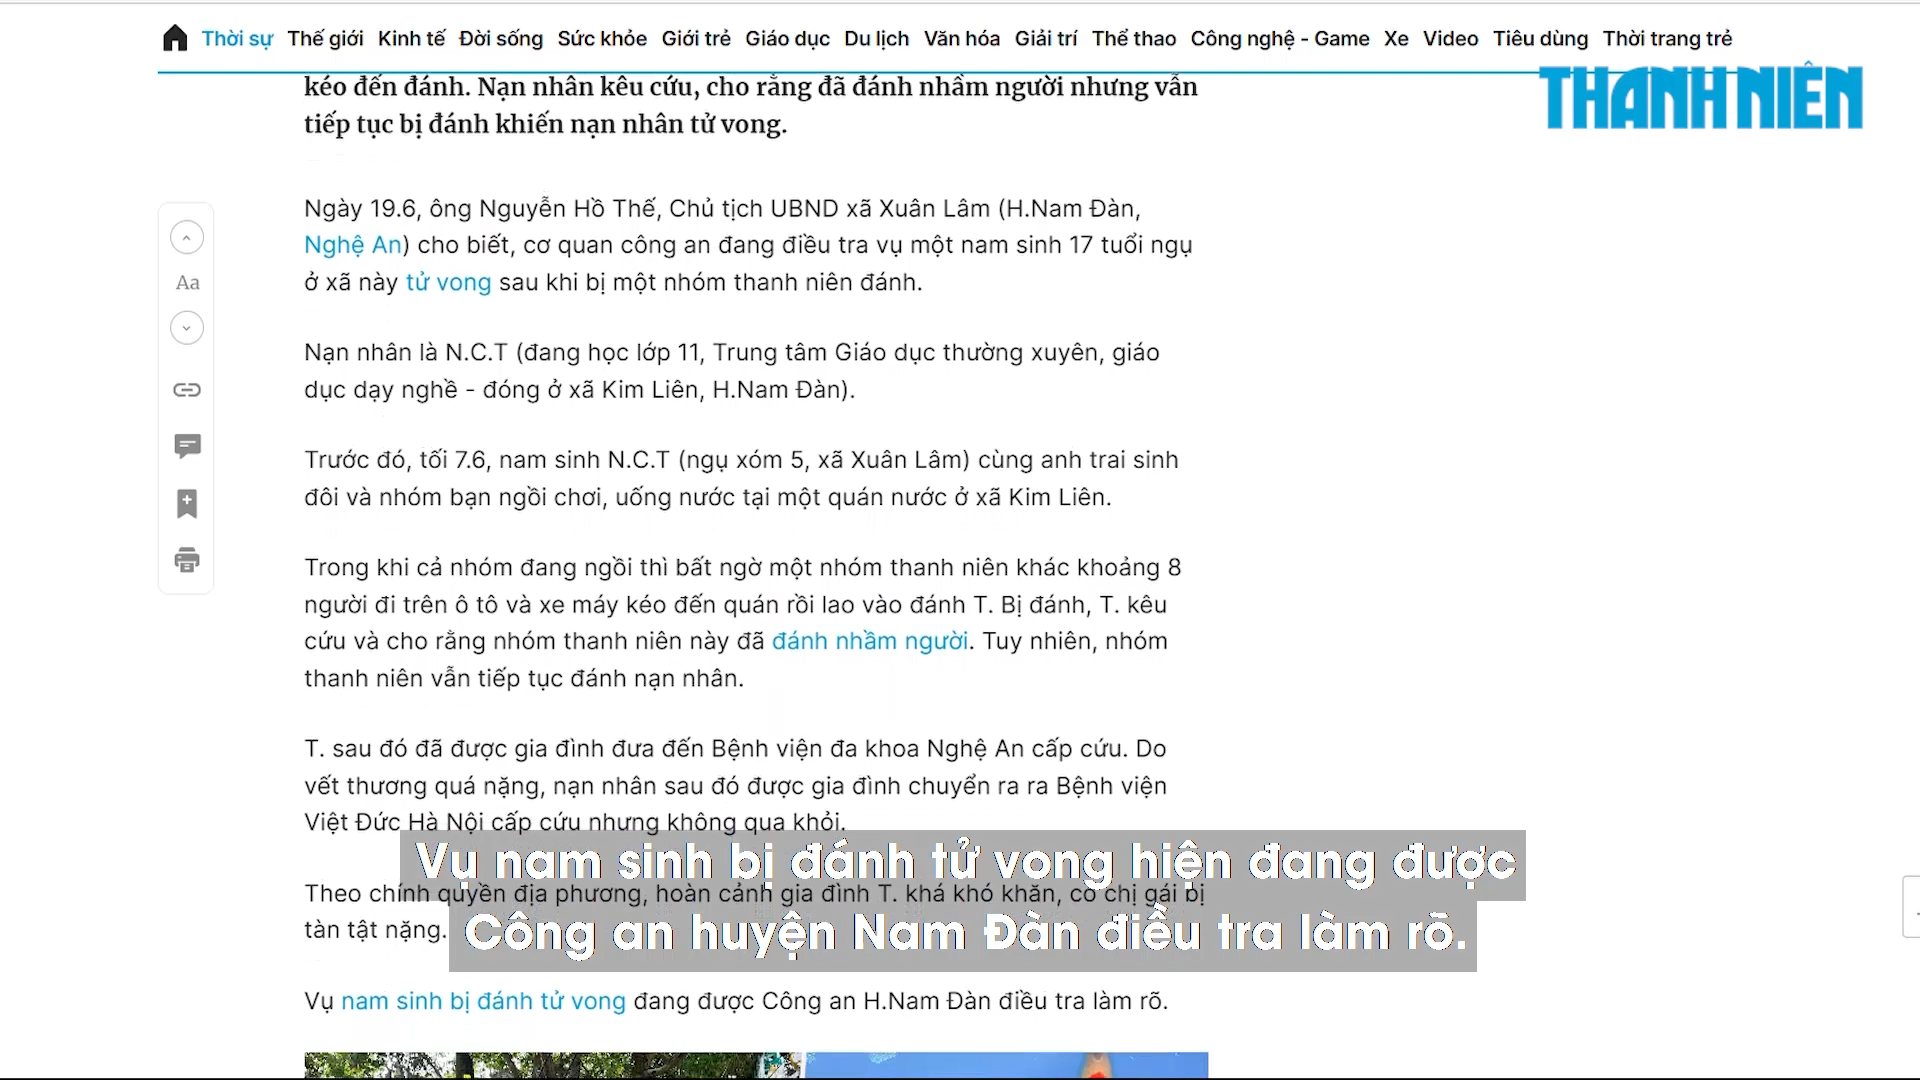 Thời sự Thế giới Kinh tế Đời sống Sức khỏe Giới trẻ Giáo dục Du lịch Văn hóa Giải trí Thể thao Công nghệ - Game Xe Video Tiêu dùng Thời trang trẻ
THANH NIÊN
kéo đến đánh. Nạn nhân kêu cứu, cho rằng đã đánh nhầm người nhưng vẫn
tiếp tục bị đánh khiến nạn nhân tử vong.
Ngày 19.6, ông Nguyễn Hồ Thế, Chủ tịch UBND xã Xuân Lâm (H.Nam Đàn,
Nghệ An) cho biết, cơ quan công an đang điều tra vụ một nam sinh 17 tuổi ngụ
ở xã này tử vong sau khi bị một nhóm thanh niên đánh.
Aa
Nạn nhân là N.C.T (đang học lớp 11, Trung tâm Giáo dục thường xuyên, giáo
dục dạy nghề - đóng ở xã Kim Liên, H.Nam Đàn).
Trước đó, tối 7.6, nam sinh N.C.T (ngụ xóm 5, xã Xuân Lâm) cùng anh trai sinh
đôi và nhóm bạn ngồi chơi, uống nước tại một quán nước ở xã Kim Liên.
Trong khi cả nhóm đang ngồi thì bất ngờ một nhóm thanh niên khác khoảng 8
người đi trên ô tô và xe máy kéo đến quán rồi lao vào đánh T. Bị đánh, T. kêu
cứu và cho rằng nhóm thanh niên này đã đánh nhầm người. Tuy nhiên, nhóm
thanh niên vẫn tiếp tục đánh nạn nhân.
T. sau đó đã được gia đình đưa đến Bệnh viện đa khoa Nghệ An cấp cứu. Do
vết thương quá nặng, nạn nhân sau đó được gia đình chuyển ra ra Bệnh viện
Việt Đức Hà Nội cấp cứu nhưng không qua khỏi.
Vụ nam sinh bị đánh tử vong hiện đang được
Theo chính quyền địa phương, hoàn cảnh gia đình T. khá khó khăn, có chị gái bị
tàn tật nặng.
Công an huyện Nam Đàn điều tra làm rõ.
Vụ nam sinh bị đánh tử vong đang được Công an H.Nam Đàn điều tra làm rõ.